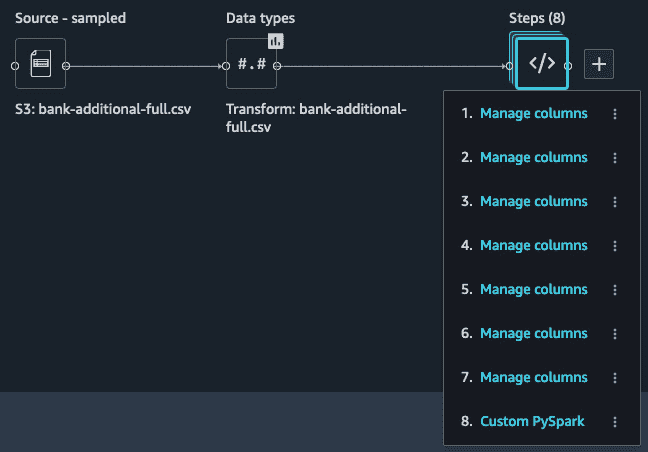 Source - sampled
Data types
Steps (8)
#.#
</>
+
S3: bank-additional-full.csv
Transform: bank-additional-
full.csv
1. Manage columns
2. Manage columns
3. Manage columns
4. Manage columns
5. Manage columns
6. Manage columns
7. Manage columns
8. Custom PySpark